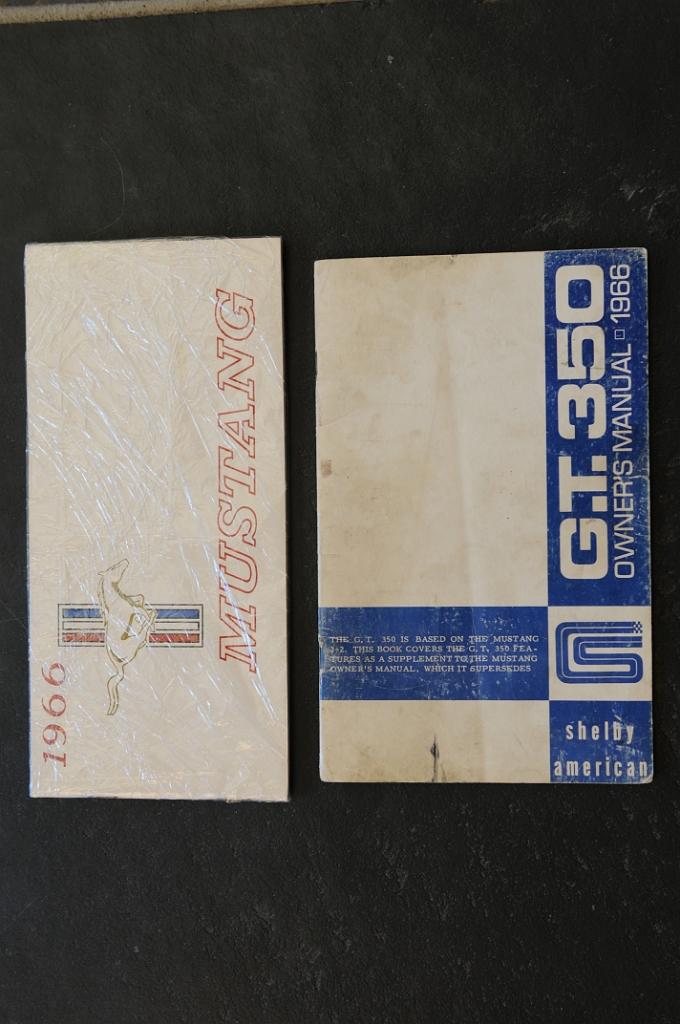 1966
MUSTANG
G.T. 350
OWNER'S MANUAL □ 1966
THE G.T. 350 IS BASED ON THE MUSTANG
2+2. THIS BOOK COVERS THE G.T. 350 FEA-
TURES AS A SUPPLEMENT TO THE MUSTANG
OWNER'S MANUAL, WHICH IT SUPERSEDES
shelby
american